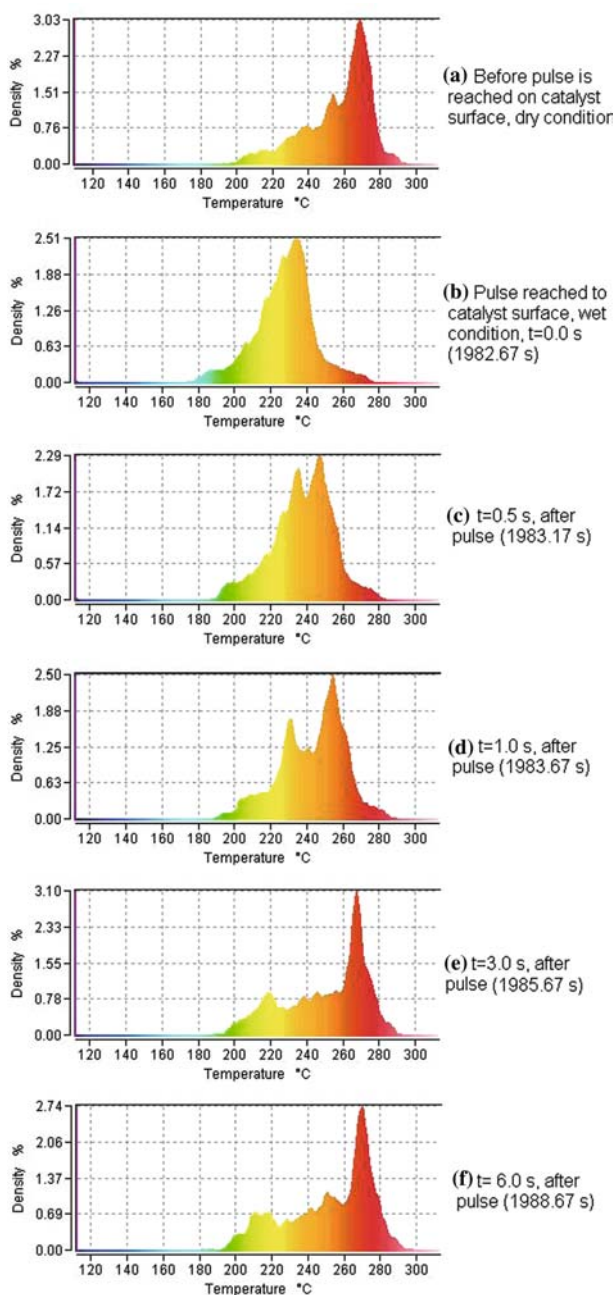 3.03
2.27
1.51
0.76
0.00
Density %
120 140 160 180 200 220 240 260 280 300
Temperature °C
(a) Before pulse is
reached on catalyst
surface, dry condition
2.51
1.88
1.26
0.63
0.00
Density %
120 140 160 180 200 220 240 260 280 300
Temperature °C
(b) Pulse reached to
catalyst surface, wet
condition, t=0.0 s
(1982.67 s)
2.29
1.72
1.14
0.57
0.00
Density %
120 140 160 180 200 220 240 260 280 300
Temperature °C
(c) t=0.5 s, after
pulse (1983.17 s)
2.50
1.88
1.25
0.63
0.00
Density %
120 140 160 180 200 220 240 260 280 300
Temperature °C
(d) t=1.0 s, after
pulse (1983.67 s)
3.10
2.33
1.55
0.78
0.00
Density %
120 140 160 180 200 220 240 260 280 300
Temperature °C
(e) t=3.0 s, after
pulse (1985.67 s)
2.74
2.06
1.37
0.69
0.00
Density %
120 140 160 180 200 220 240 260 280 300
Temperature °C
(f) t= 6.0 s, after
pulse (1988.67 s)